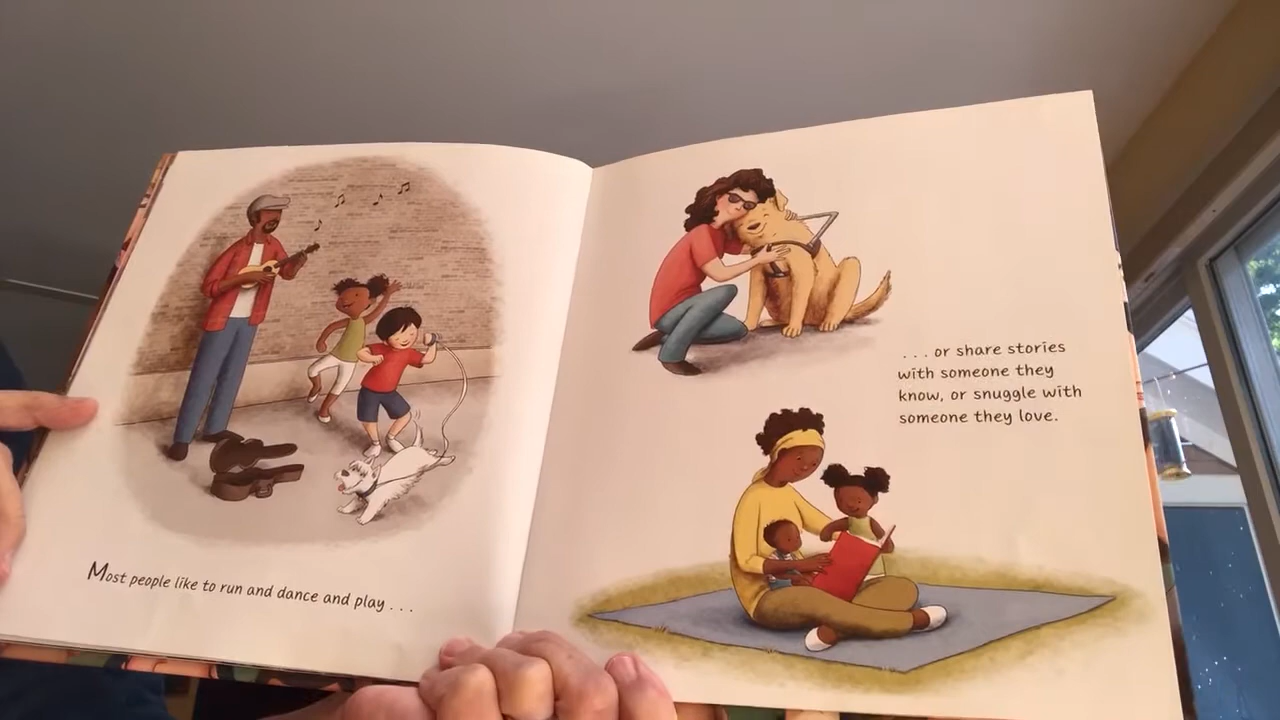 Most people like to run and dance and play . . .
. . . or share stories
with someone they
know, or snuggle with
someone they love.